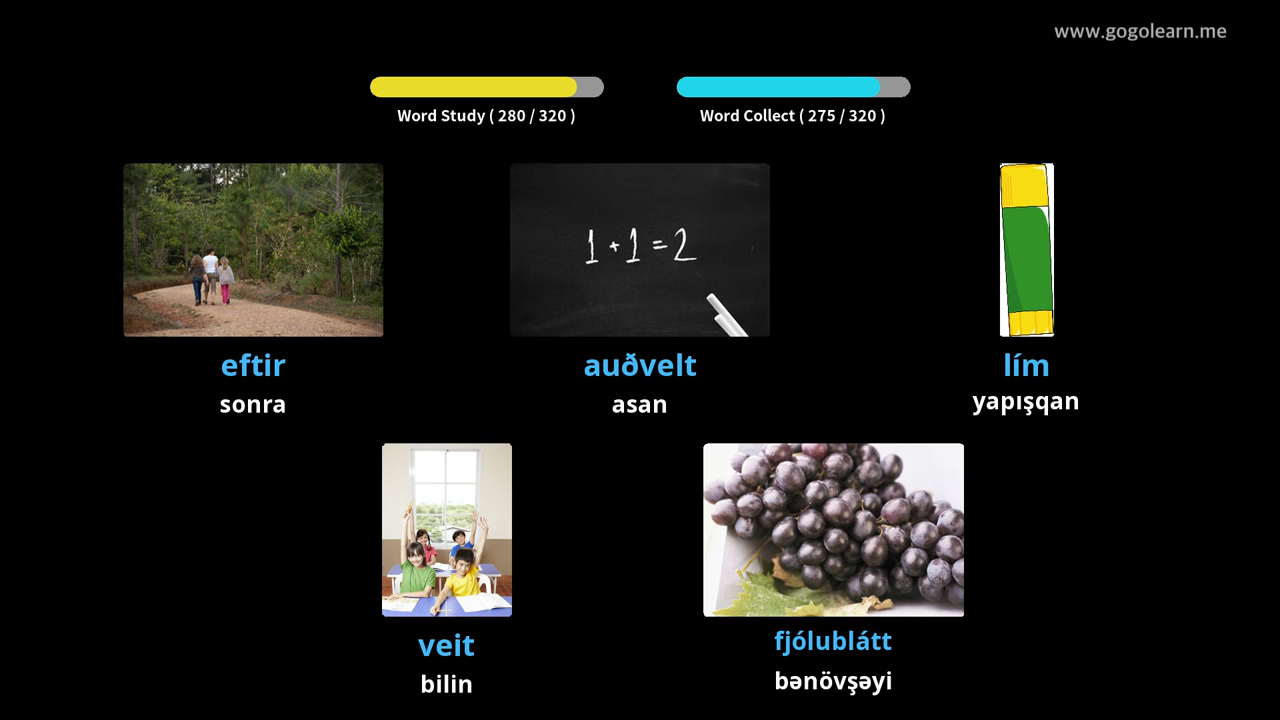 www.gogolearn.me
Word Study ( 280 / 320 )
Word Collect ( 275 / 320 )
1 + 1 = 2
eftir
sonra
auðvelt
asan
lím
yapışqan
veit
bilin
fjólublátt
bənövşəyi